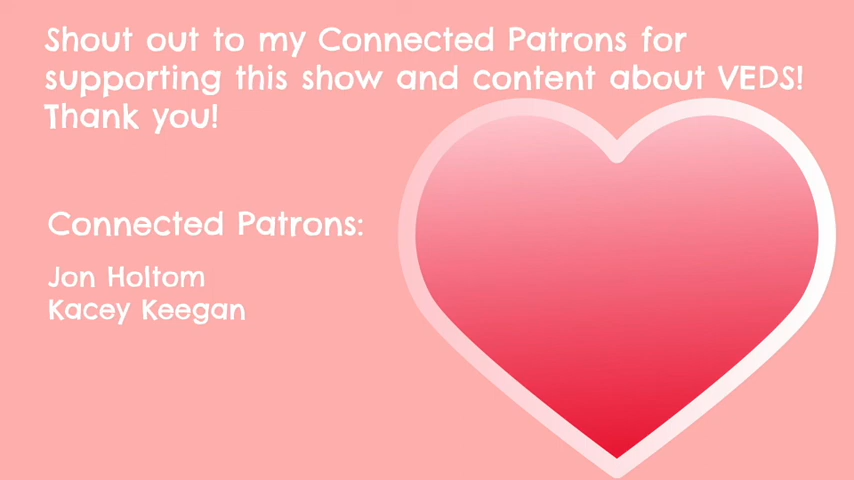 Shout out to my Connected Patrons for
supporting this show and content about VEDS!
Thank you!
Connected Patrons:
Jon Holtom
Kacey Keegan